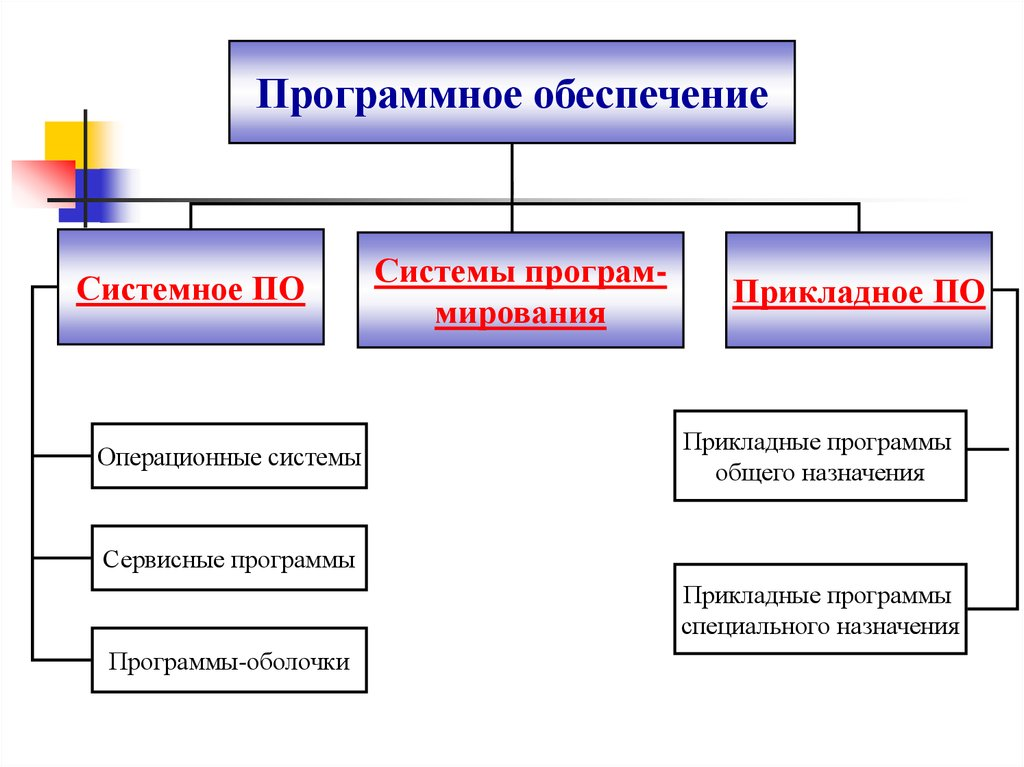 Программное обеспечение
Системное ПО
Системы програм-
мирования
Прикладное ПО
Операционные системы
Сервисные программы
Программы-оболочки
Прикладные программы
общего назначения
Прикладные программы
специального назначения